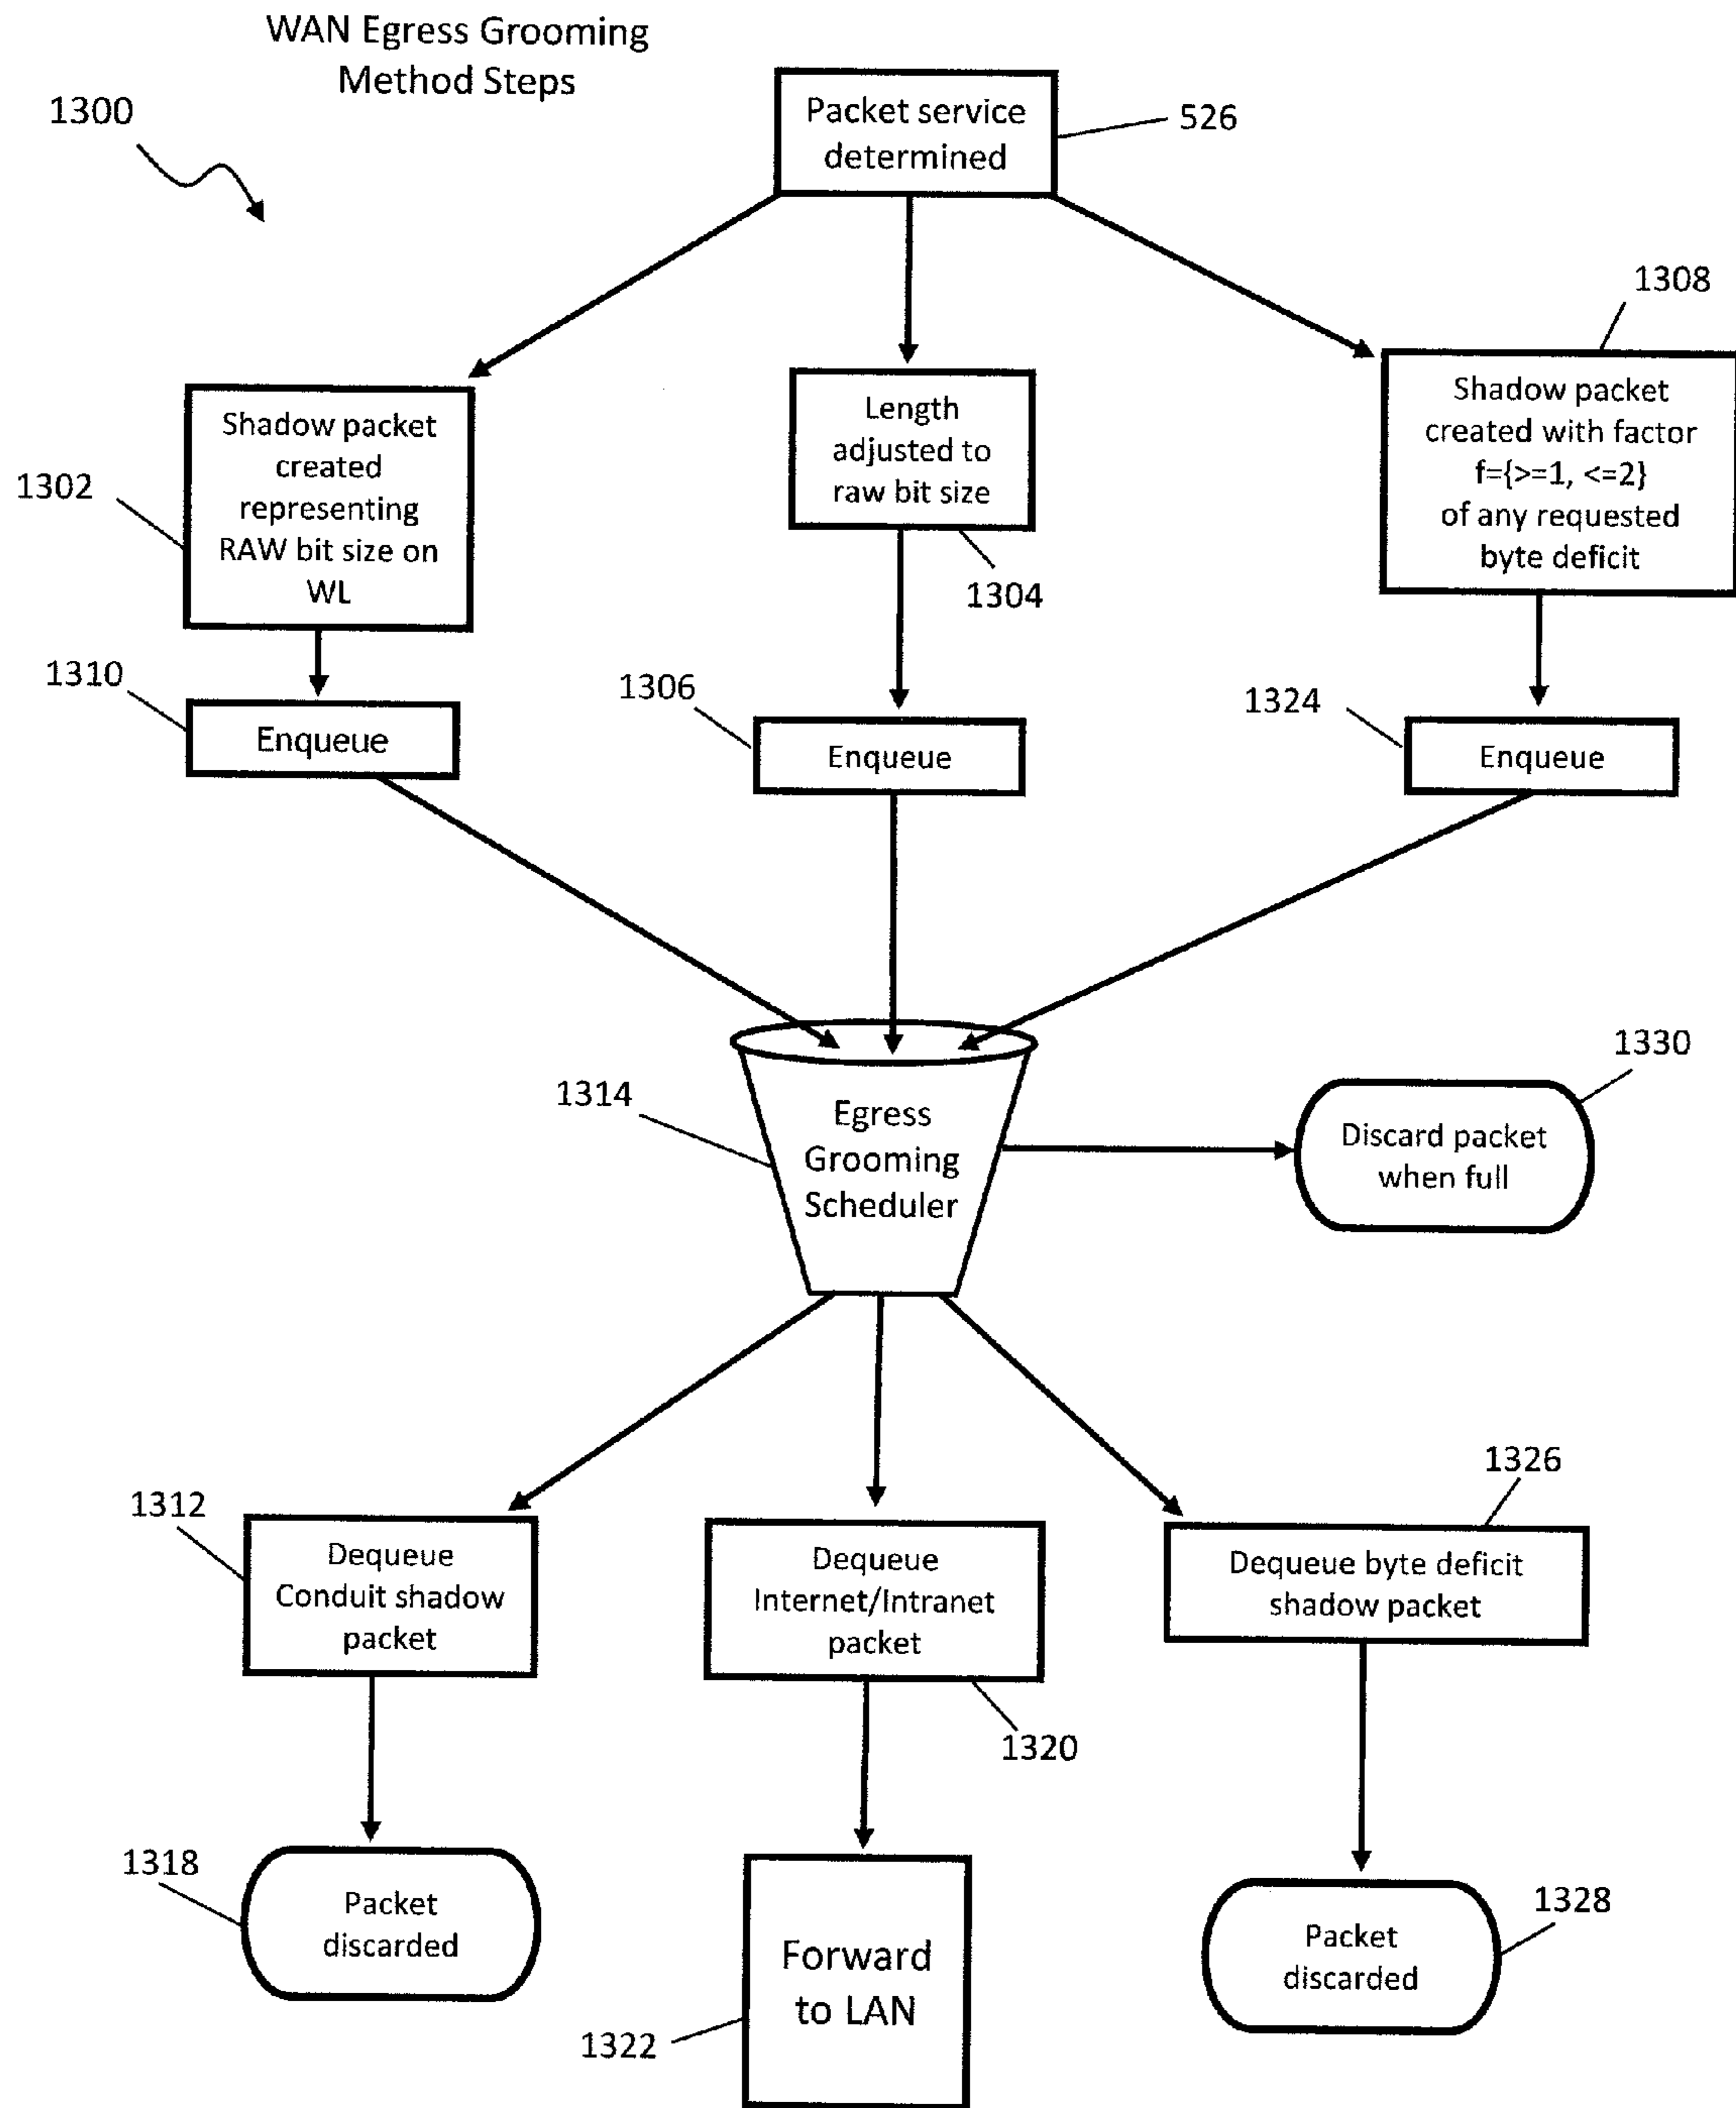 WAN Egress Grooming
Method Steps
1300
Packet service
determined
526
1308
Shadow packet
created
representing
RAW bit size on
WL
1302
Length
adjusted to
raw bit size
1304
Shadow packet
created with factor
f={>=1, <=2}
of any requested
byte deficit
1310
Enqueue
1306
Enqueue
1324
Enqueue
1314
Egress
Grooming
Scheduler
1330
Discard packet
when full
1312
Dequeue
Conduit shadow
packet
Dequeue
Internet/Intranet
packet
1320
1326
Dequeue byte deficit
shadow packet
1318
Packet
discarded
1322
Forward
to LAN
1328
Packet
discarded